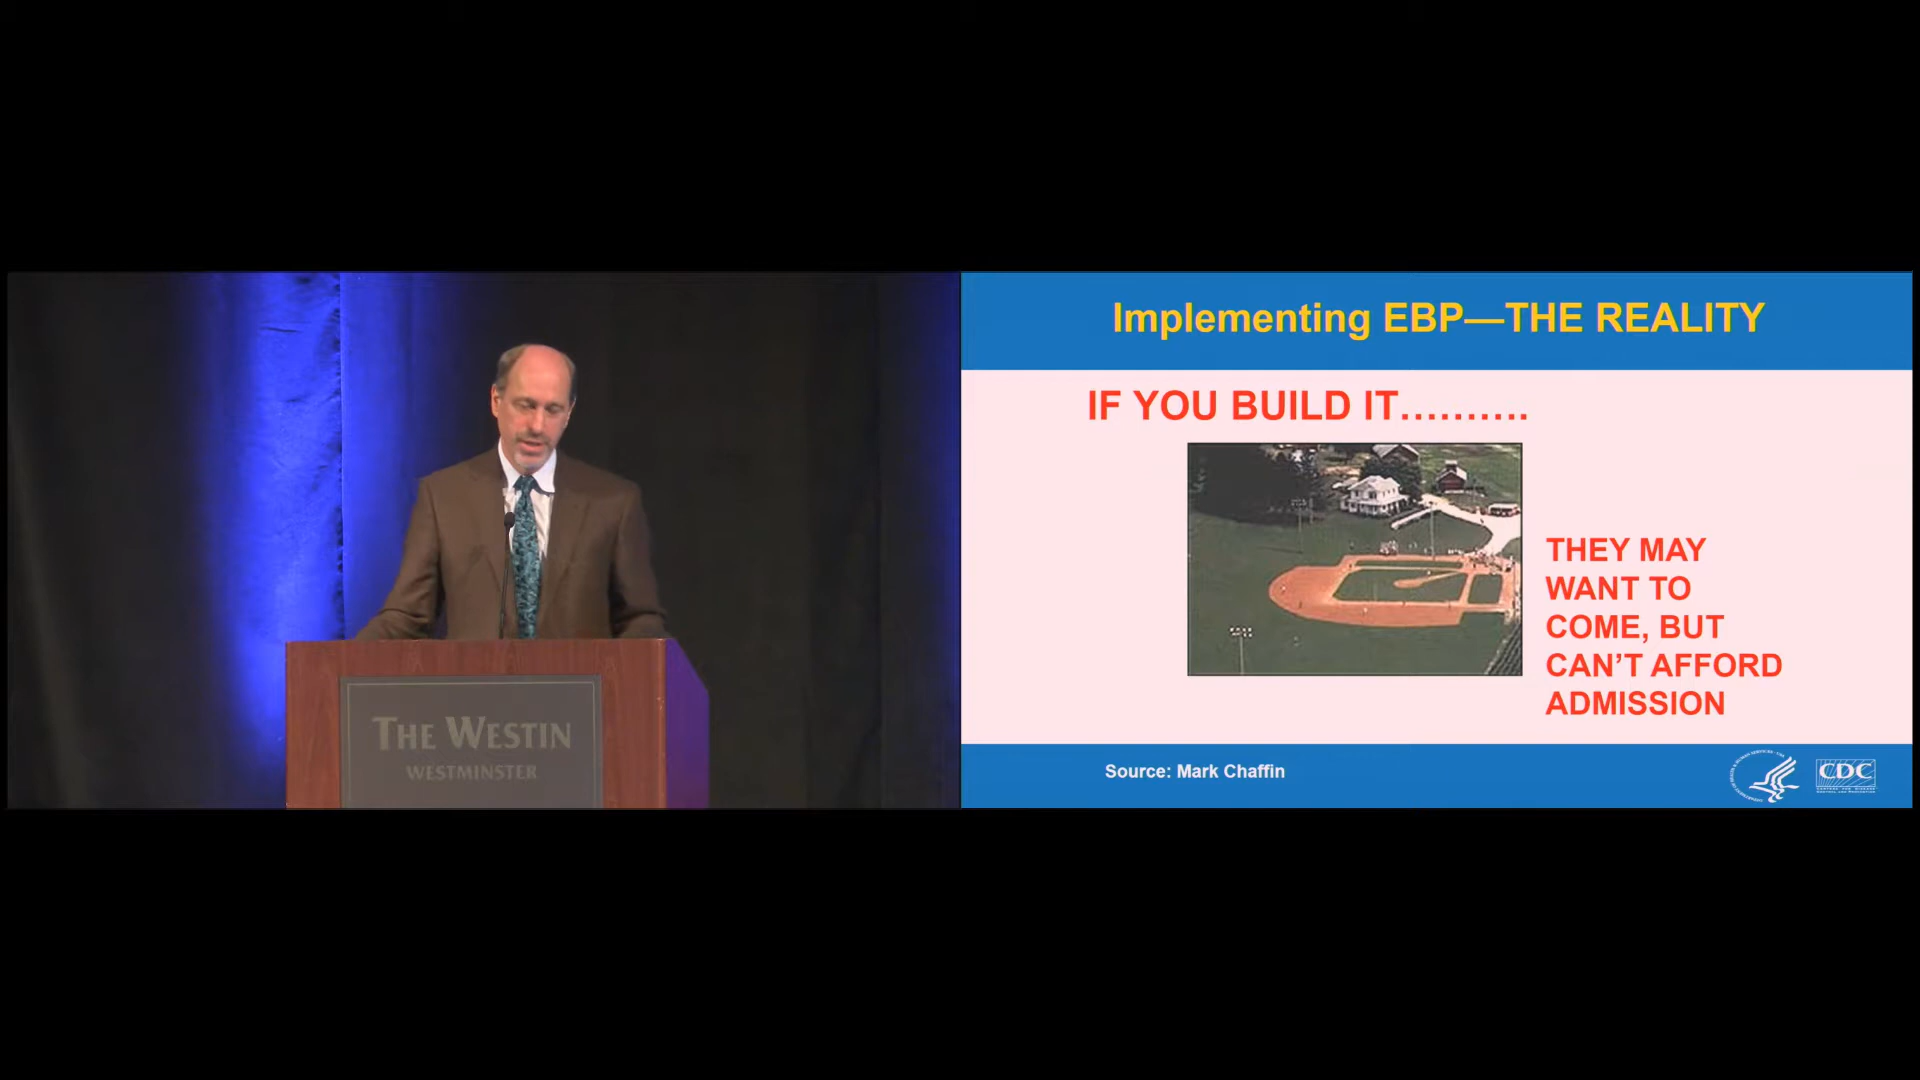 THE WESTIN
WESTMINSTER
Implementing EBP—THE REALITY
IF YOU BUILD IT..........
THEY MAY
WANT TO
COME, BUT
CAN'T AFFORD
ADMISSION
Source: Mark Chaffin
CDC